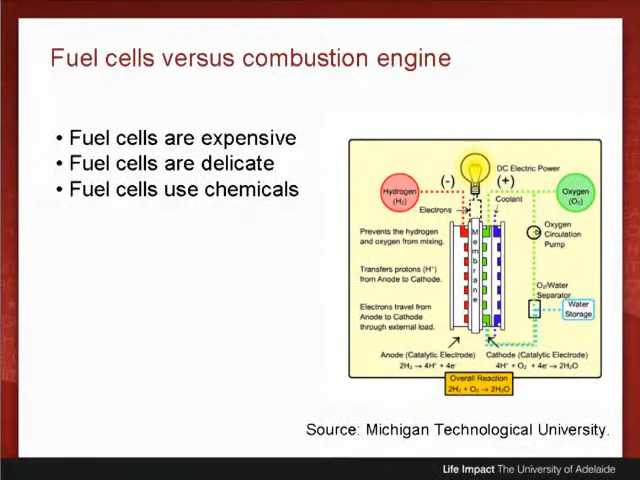 Fuel cells versus combustion engine
• Fuel cells are expensive
• Fuel cells are delicate
• Fuel cells use chemicals
DC Electric Power
(-)
(+)
Hydrogen
(H₂)
Oxygen
(O₂)
Electrons
Coolant
Membrane
Prevents the hydrogen
and oxygen from mixing.
Oxygen
Circulation
Pump
Transfers protons (H⁺)
from Anode to Cathode.
O₂/Water
Separator
Water
Storage
Electrons travel from
Anode to Cathode
through external load.
Anode (Catalytic Electrode)
2H₂ → 4H⁺ + 4e⁻
Cathode (Catalytic Electrode)
4H⁺ + O₂ + 4e⁻ → 2H₂O
Overall Reaction
2H₂ + O₂ → 2H₂O
Source: Michigan Technological University.
Life Impact The University of Adelaide